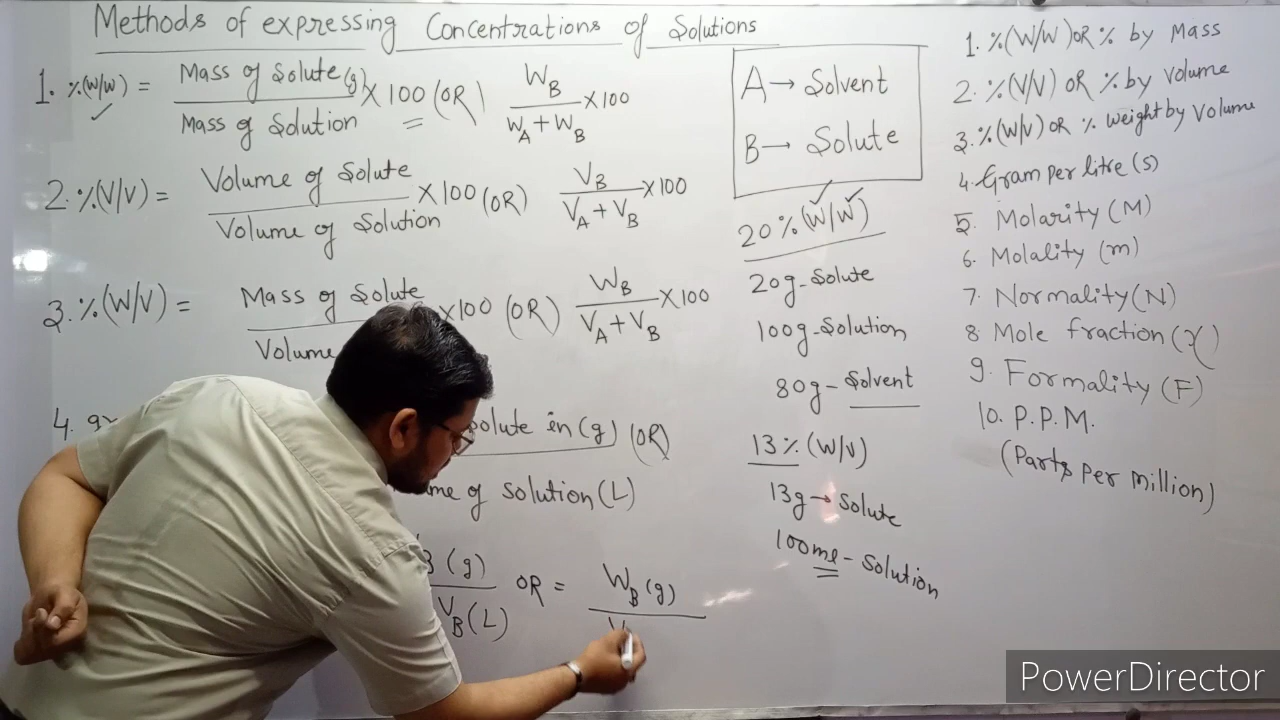 Methods of expressing Concentrations of Solutions
1. %(W/W) = Mass of Solute(g) / Mass of Solution X 100 (OR) W_B / W_A + W_B X 100
2. %(V/V) = Volume of Solute / Volume of Solution X 100 (OR) V_B / V_A + V_B X 100
3. %(W/V) = Mass of Solute / Volume X 100 (OR) W_B / V_A + V_B X 100
4. Solute in (g) (OR)
of solution (L)
B (g) / V_B (L) OR = W_B (g) / V
A → Solvent
B → Solute
20% (W/W)
20g - Solute
100g - Solution
80g - Solvent
13% (W/V)
13g → Solute
100ml - Solution
1. %(W/W) OR % by Mass
2. %(V/V) OR % by Volume
3. %(W/V) OR % weight by Volume
4. Gram per litre (S)
5. Molarity (M)
6. Molality (m)
7. Normality (N)
8 Mole fraction (χ)
9. Formality (F)
10. P.P.M.
(Parts per million)
PowerDirector